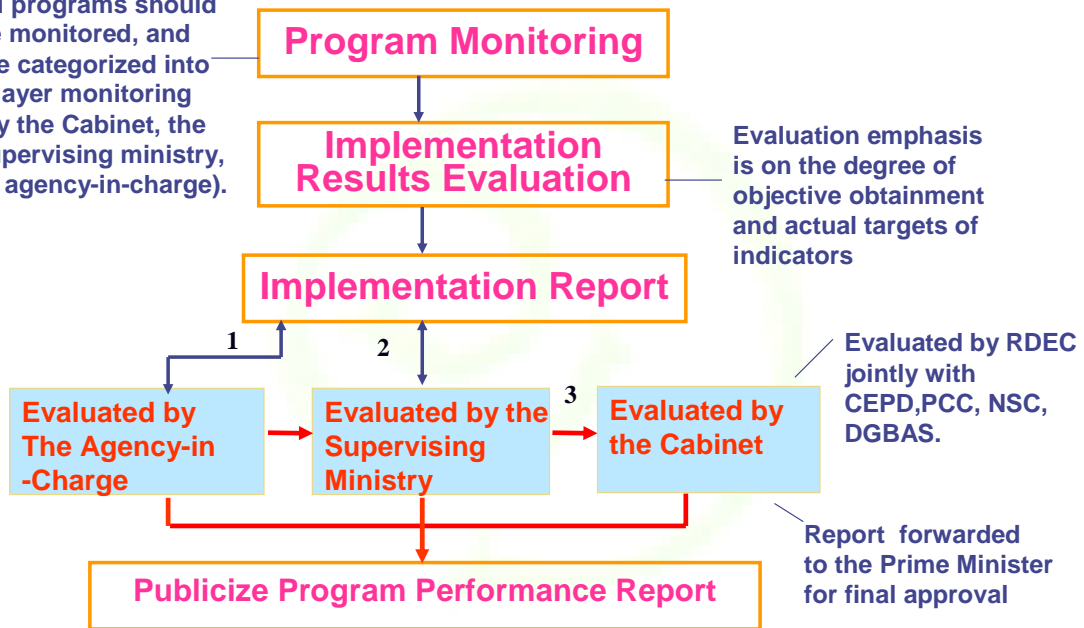 programs should
monitored, and
categorized into
ayer monitoring
the Cabinet, the
upervising ministry,
agency-in-charge).
Program Monitoring
Implementation
Results Evaluation
Evaluation emphasis
is on the degree of
objective obtainment
and actual targets of
indicators
Implementation Report
1
2
3
Evaluated by
The Agency-in
-Charge
Evaluated by the
Supervising
Ministry
Evaluated by
the Cabinet
Evaluated by RDEC
jointly with
CEPD,PCC, NSC,
DGBAS.
Report forwarded
to the Prime Minister
for final approval
Publicize Program Performance Report